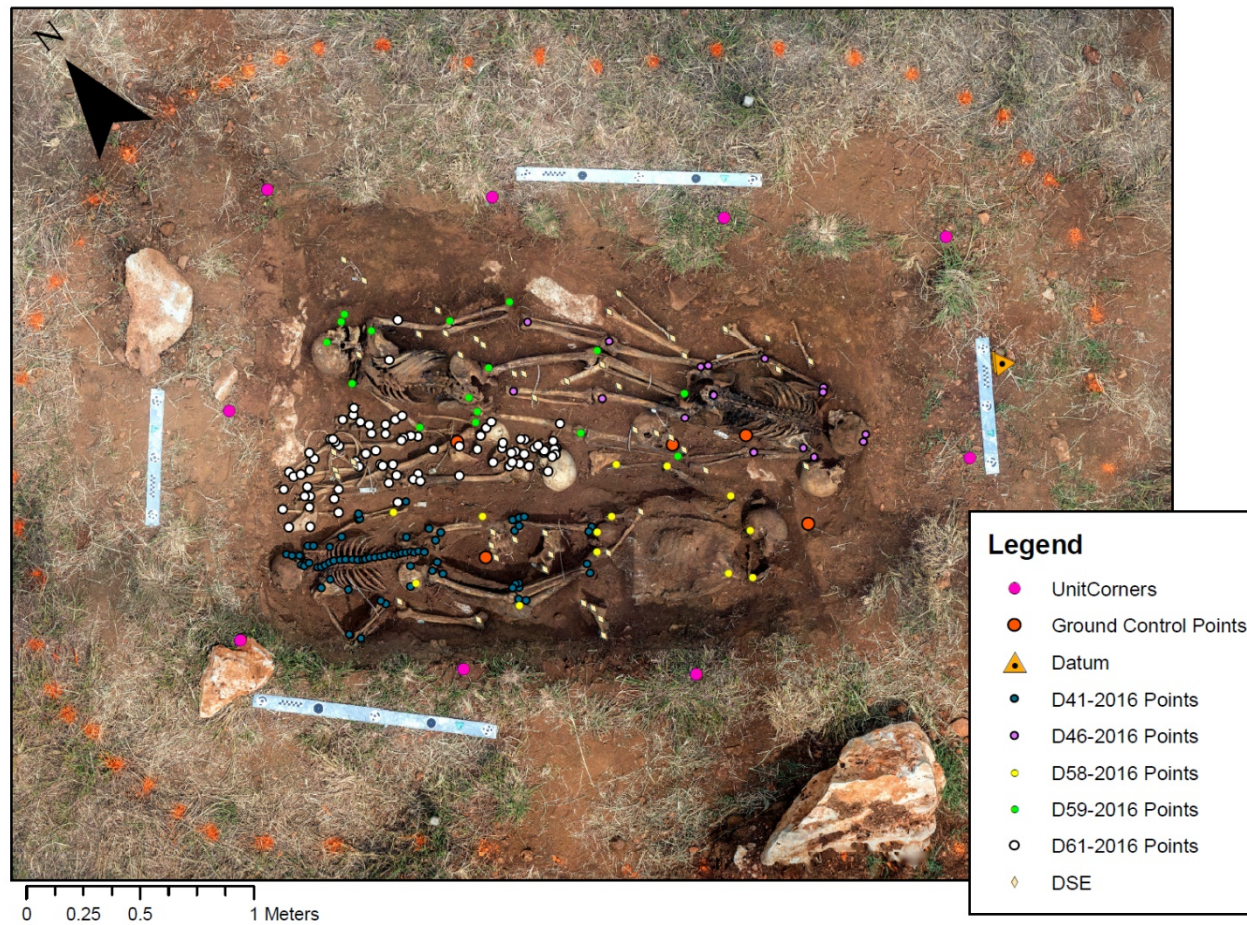 N
Legend
UnitCorners
Ground Control Points
Datum
D41-2016 Points
D46-2016 Points
D58-2016 Points
D59-2016 Points
D61-2016 Points
DSE
0 0.25 0.5 1 Meters